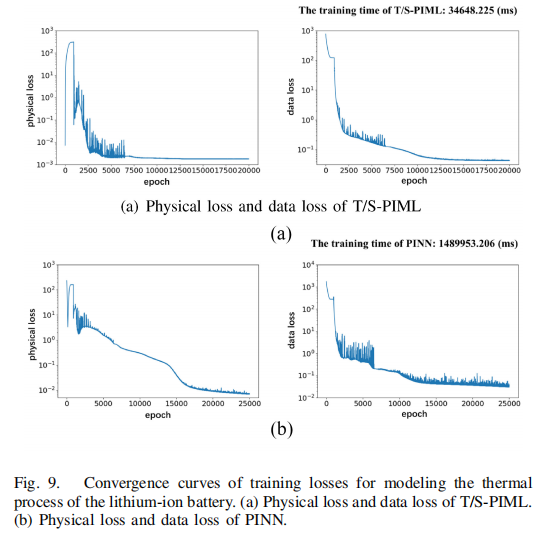 The training time of T/S-PIML: 34648.225 (ms)
10³
10²
10¹
10⁰
10⁻¹
10⁻²
10⁻³
physical loss
0 2500 5000 7500 10000 12500 15000 17500 20000
epoch
10³
10²
10¹
10⁰
10⁻¹
data loss
0 2500 5000 7500 10000 12500 15000 17500 20000
epoch
(a) Physical loss and data loss of T/S-PIML
(a)
The training time of PINN: 1489953.206 (ms)
10³
10²
10¹
10⁰
10⁻¹
10⁻²
physical loss
0 5000 10000 15000 20000 25000
epoch
10⁴
10³
10²
10¹
10⁰
10⁻¹
10⁻²
data loss
0 5000 10000 15000 20000 25000
epoch
(b)
Fig. 9. Convergence curves of training losses for modeling the thermal
process of the lithium-ion battery. (a) Physical loss and data loss of T/S-PIML.
(b) Physical loss and data loss of PINN.